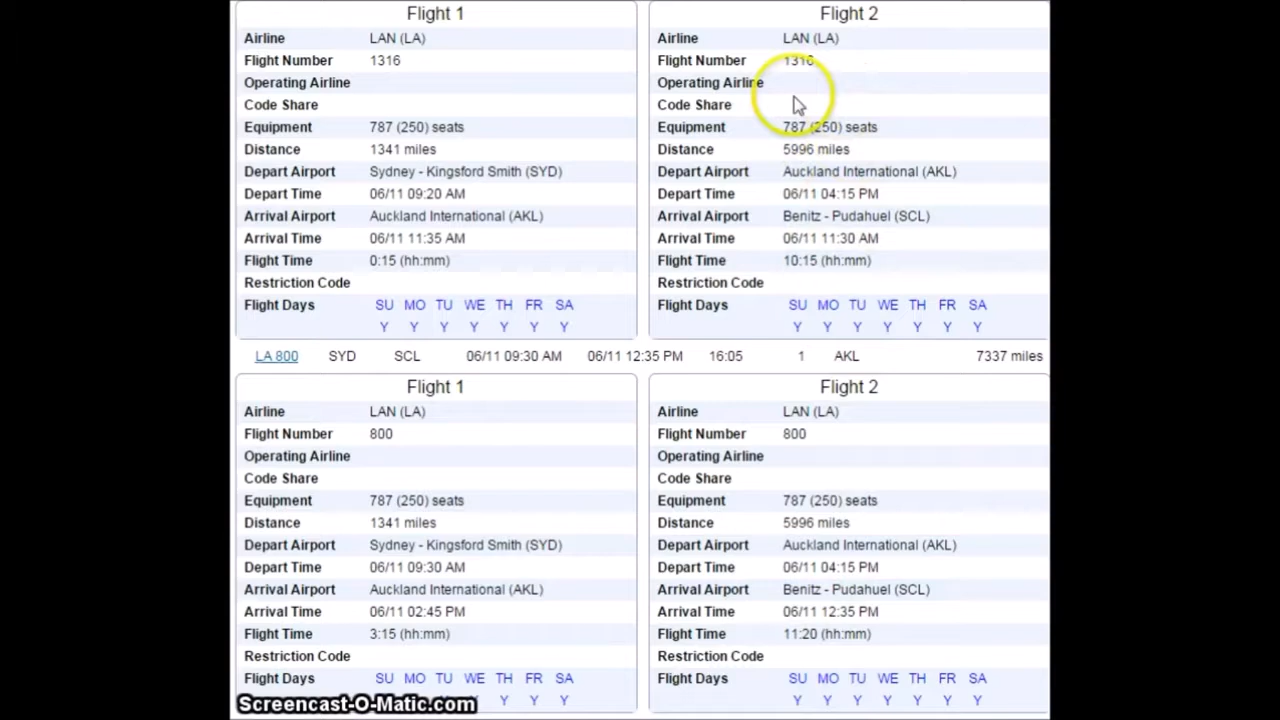 Flight 1 Flight 2
Airline LAN (LA) Airline LAN (LA)
Flight Number 1316 Flight Number 1316
Operating Airline Operating Airline
Code Share Code Share
Equipment 787 (250) seats Equipment 787 (250) seats
Distance 1341 miles Distance 5996 miles
Depart Airport Sydney - Kingsford Smith (SYD) Depart Airport Auckland International (AKL)
Depart Time 06/11 09:20 AM Depart Time 06/11 04:15 PM
Arrival Airport Auckland International (AKL) Arrival Airport Benitz - Pudahuel (SCL)
Arrival Time 06/11 11:35 AM Arrival Time 06/11 11:30 AM
Flight Time 0:15 (hh:mm) Flight Time 10:15 (hh:mm)
Restriction Code Restriction Code
Flight Days SU MO TU WE TH FR SA Flight Days SU MO TU WE TH FR SA
Y Y Y Y Y Y Y Y Y Y Y Y Y Y
LA 800 SYD SCL 06/11 09:30 AM 06/11 12:35 PM 16:05 1 AKL 7337 miles
Flight 1 Flight 2
Airline LAN (LA) Airline LAN (LA)
Flight Number 800 Flight Number 800
Operating Airline Operating Airline
Code Share Code Share
Equipment 787 (250) seats Equipment 787 (250) seats
Distance 1341 miles Distance 5996 miles
Depart Airport Sydney - Kingsford Smith (SYD) Depart Airport Auckland International (AKL)
Depart Time 06/11 09:30 AM Depart Time 06/11 04:15 PM
Arrival Airport Auckland International (AKL) Arrival Airport Benitz - Pudahuel (SCL)
Arrival Time 06/11 02:45 PM Arrival Time 06/11 12:35 PM
Flight Time 3:15 (hh:mm) Flight Time 11:20 (hh:mm)
Restriction Code Restriction Code
Flight Days SU MO TU WE TH FR SA Flight Days SU MO TU WE TH FR SA
Screencast-O-Matic.com Y Y Y Y Y Y Y Y Y Y